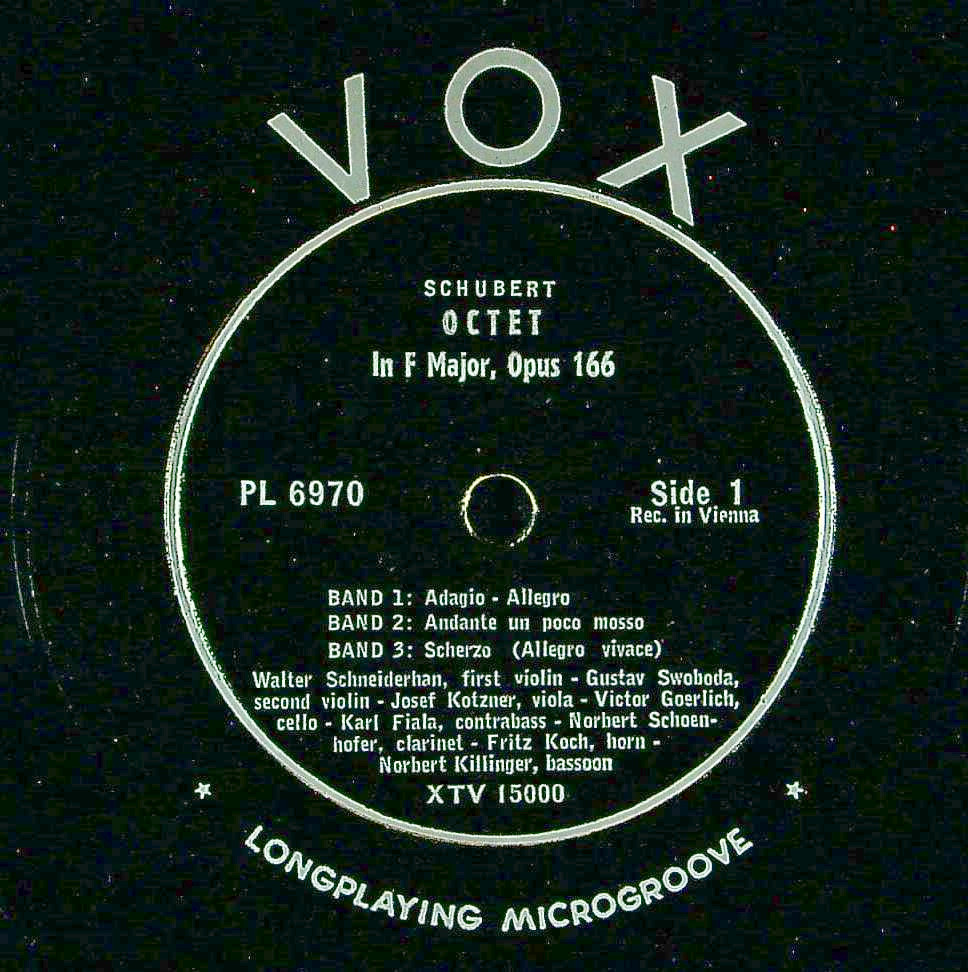 VOX
SCHUBERT
OCTET
In F Major, Opus 166
PL 6970
Side 1
Rec. in Vienna
BAND 1: Adagio - Allegro
BAND 2: Andante un poco mosso
BAND 3: Scherzo (Allegro vivace)
Walter Schneiderhan, first violin - Gustav Swoboda,
second violin - Josef Kotzner, viola - Victor Goerlich,
cello - Karl Fiala, contrabass - Norbert Schoen-
hofer, clarinet - Fritz Koch, horn -
Norbert Killinger, bassoon
XTV 15000
LONGPLAYING MICROGROOVE